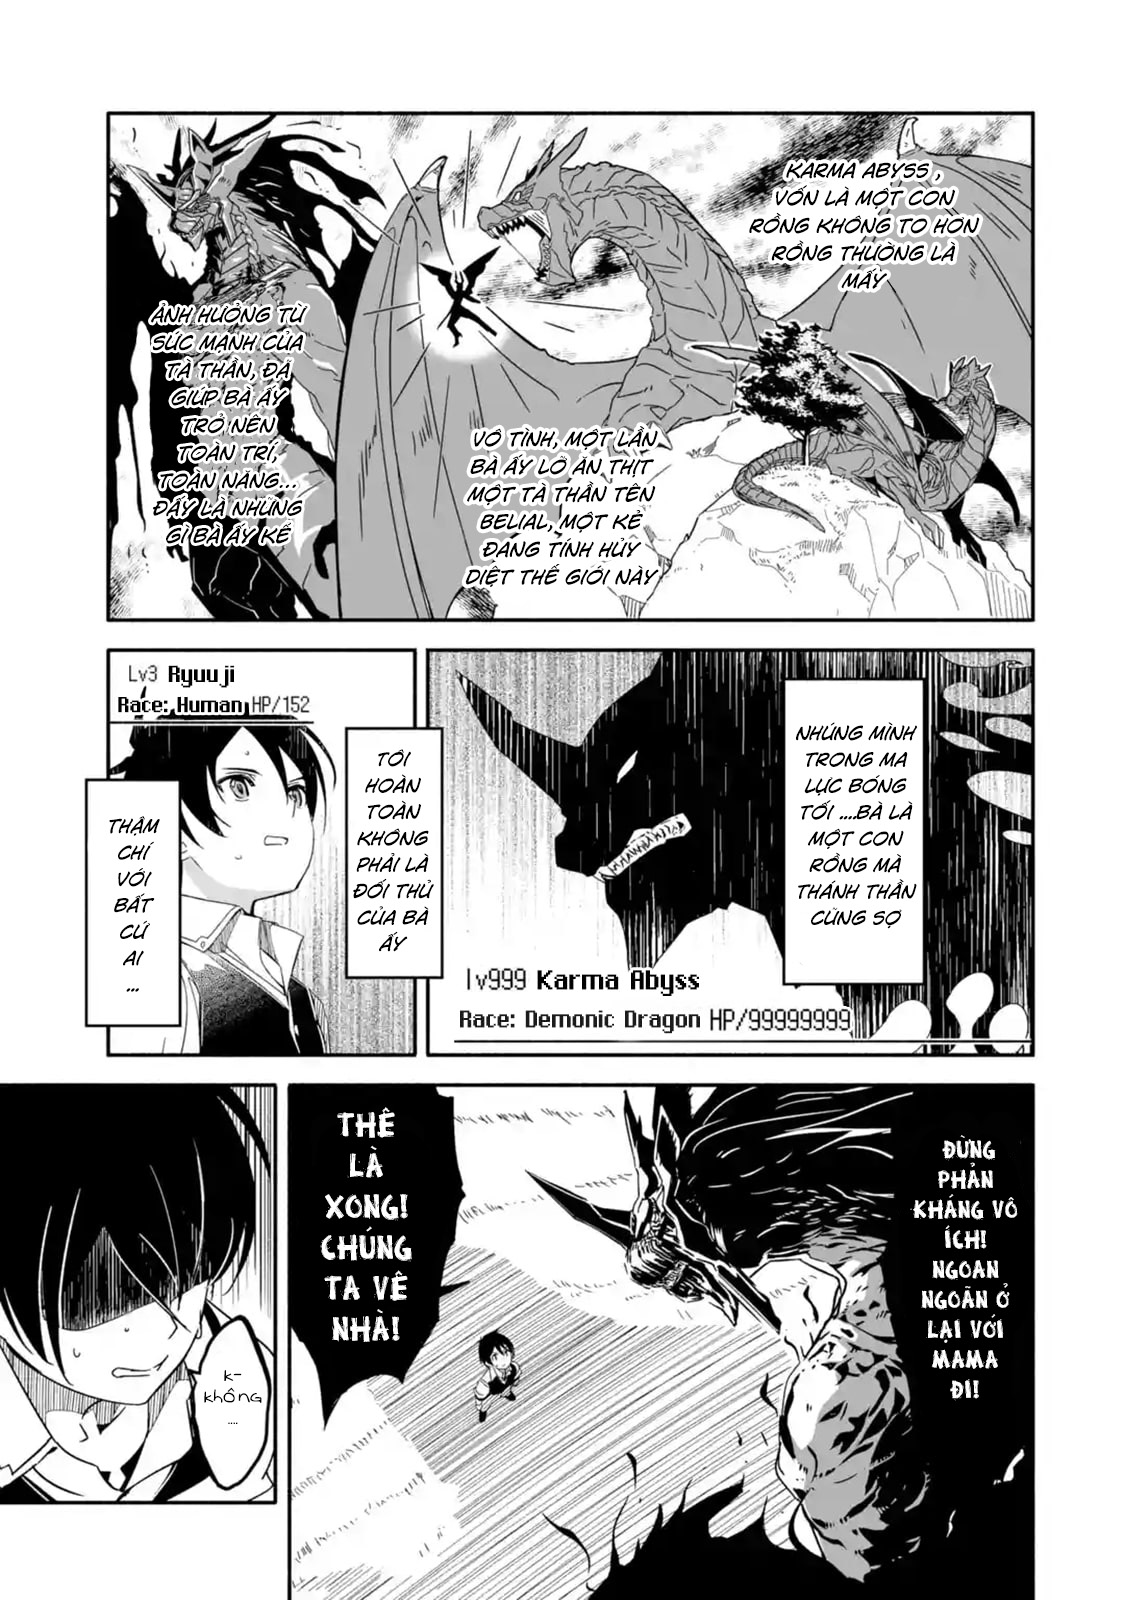 KARMA ABYSS ,
VỐN LÀ MỘT CON
RỒNG KHÔNG TO HƠN
RỒNG THƯỜNG LÀ
MẤY
VÔ TÌNH, MỘT LẦN
BÀ ẤY LỠ ĂN THỊT
MỘT TÀ THẦN TÊN
BELIAL, MỘT KẺ
ĐANG TÍNH HỦY
DIỆT THẾ GIỚI NÀY
ẢNH HƯỞNG TỪ
SỨC MẠNH CỦA
TÀ THẦN, ĐÃ
GIÚP BÀ ẤY
TRỞ NÊN
TOÀN TRÍ,
TOÀN NĂNG...
ĐẤY LÀ NHỮNG
GÌ BÀ ẤY KỂ
NHÚNG MÌNH
TRONG MA
LỰC BÓNG
TỐI ....BÀ LÀ
MỘT CON
RỒNG MÀ
THÁNH THẦN
CŨNG SỢ
lv999 Karma Abyss
Race: Demonic Dragon HP/99999999
Lv3 Ryuuji
Race: Human HP/152
TÔI
HOÀN
TOÀN
KHÔNG
PHẢI LÀ
ĐỐI THỦ
CỦA BÀ
ẤY
THẬM
CHÍ
VỚI
BẤT
CỨ
AI
....
ĐỪNG
PHẢN
KHÁNG VÔ
ÍCH!
NGOAN
NGOÃN Ở
LẠI VỚI
MAMA
ĐI!
THẾ
LÀ
XONG!
CHÚNG
TA VỀ
NHÀ!
K-
KHÔNG
....